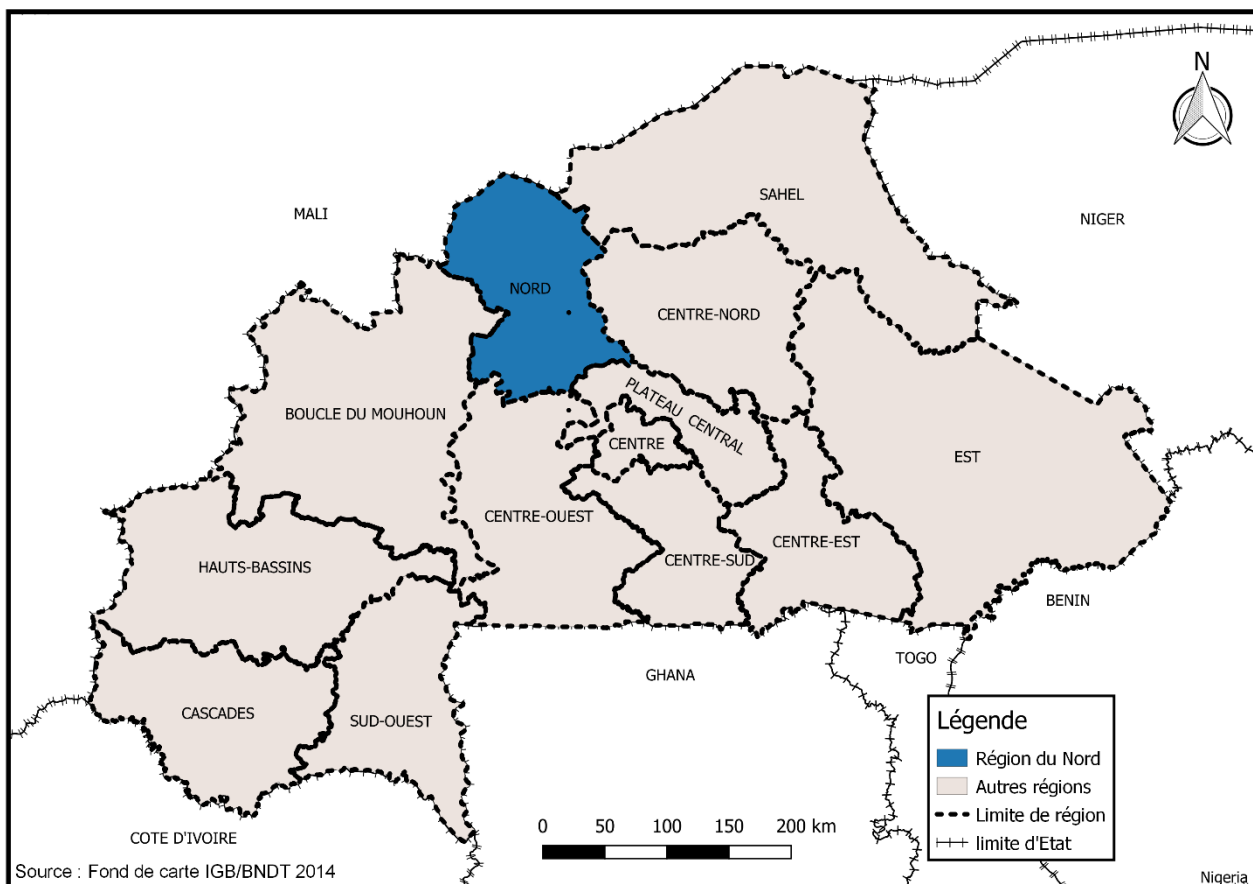 N
SAHEL
MALI
NIGER
NORD
CENTRE-NORD
PLATEAU CENTRAL
BOUCLE DU MOUHOUN
CENTRE
EST
CENTRE-OUEST
CENTRE-EST
CENTRE-SUD
HAUTS-BASSINS
BENIN
TOGO
GHANA
CASCADES
SUD-OUEST
Légende
Région du Nord
Autres régions
Limite de région
limite d'Etat
0 50 100 150 200 km
COTE D'IVOIRE
Source : Fond de carte IGB/BNDT 2014
Nigeria